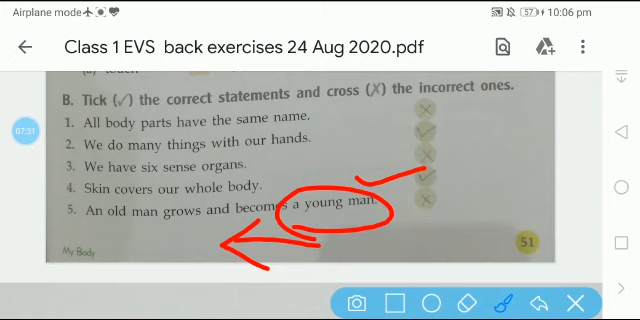 Airplane mode
57
10:06 pm
Class 1 EVS back exercises 24 Aug 2020.pdf
B. Tick (✓) the correct statements and cross (✗) the incorrect ones.
1. All body parts have the same name.
2. We do many things with our hands.
3. We have six sense organs.
4. Skin covers our whole body.
5. An old man grows and becomes a young man.
07:31
My Body
51